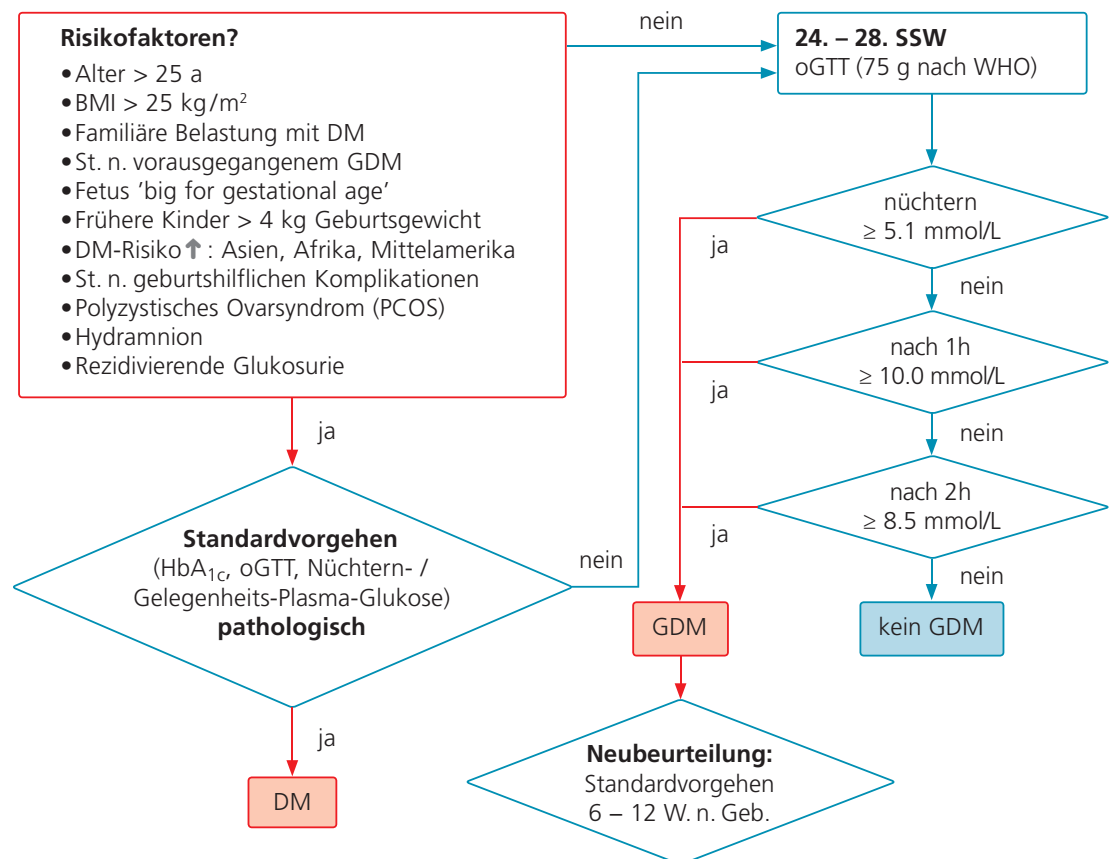 Risikofaktoren?
• Alter > 25 a
• BMI > 25 kg/m²
• Familiäre Belastung mit DM
• St. n. vorausgegangenem GDM
• Fetus 'big for gestational age'
• Frühere Kinder > 4 kg Geburtsgewicht
• DM-Risiko↑: Asien, Afrika, Mittelamerika
• St. n. geburtshilflichen Komplikationen
• Polyzystisches Ovarsyndrom (PCOS)
• Hydramnion
• Rezidivierende Glukosurie
nein
24. – 28. SSW
oGTT (75 g nach WHO)
nüchtern
≥ 5.1 mmol/L
ja
nein
nach 1h
≥ 10.0 mmol/L
ja
nein
nach 2h
≥ 8.5 mmol/L
ja
nein
ja
Standardvorgehen
(HbA1c, oGTT, Nüchtern- /
Gelegenheits-Plasma-Glukose)
pathologisch
nein
GDM
kein GDM
ja
DM
Neubeurteilung:
Standardvorgehen
6 – 12 W. n. Geb.